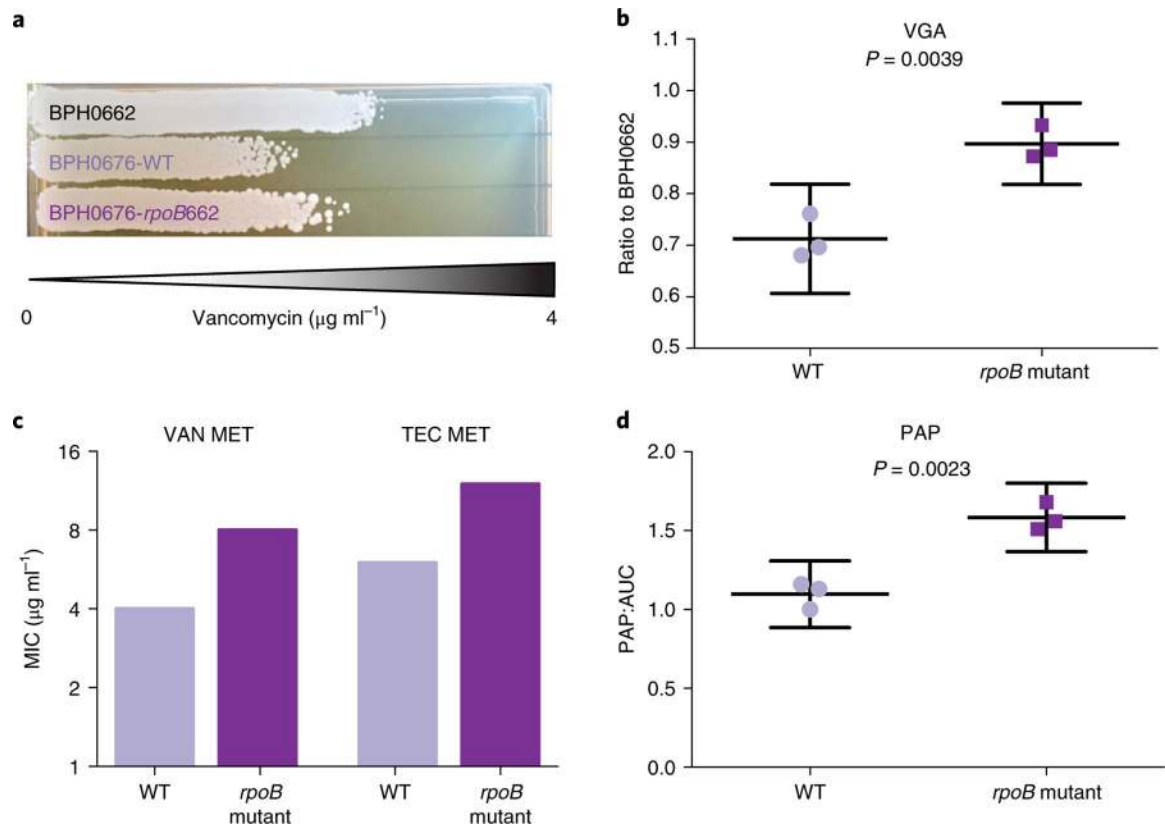 a
BPH0662
BPH0676-WT
BPH0676-rpoB662
0
Vancomycin (μg ml⁻¹)
4
b
VGA
P = 0.0039
Ratio to BPH0662
1.1
1.0
0.9
0.8
0.7
0.6
0.5
WT
rpoB mutant
c
VAN MET
TEC MET
MIC (μg ml⁻¹)
16
8
4
2
1
WT
rpoB
mutant
WT
rpoB
mutant
d
PAP
P = 0.0023
PAP:AUC
2.0
1.5
1.0
0.5
0.0
WT
rpoB mutant